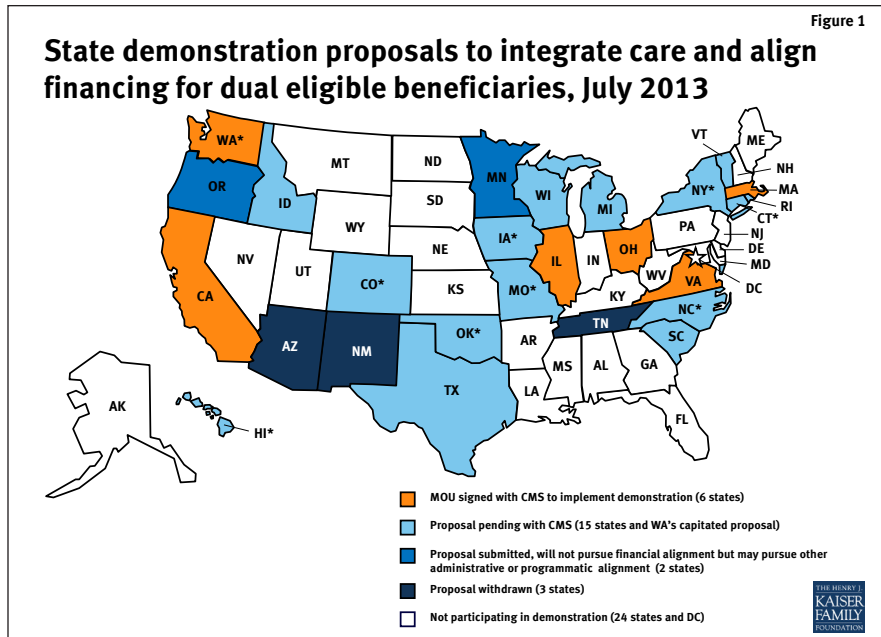 Figure 1
State demonstration proposals to integrate care and align
financing for dual eligible beneficiaries, July 2013
WA*
MT
ND
MN
VT
ME
OR
ID
SD
WI
MI
NY*
NH
MA
RI
CT*
WY
IA*
PA
NJ
NE
DE
NV
UT
CO*
IL
IN
OH
WV
MD
VA
DC
CA
KS
MO*
KY
NC*
TN
AZ
NM
OK*
AR
SC
MS
AL
GA
TX
LA
AK
FL
HI*
MOU signed with CMS to implement demonstration (6 states)
Proposal pending with CMS (15 states and WA's capitated proposal)
Proposal submitted, will not pursue financial alignment but may pursue other
administrative or programmatic alignment (2 states)
Proposal withdrawn (3 states)
Not participating in demonstration (24 states and DC)
THE HENRY J.
KAISER
FAMILY
FOUNDATION